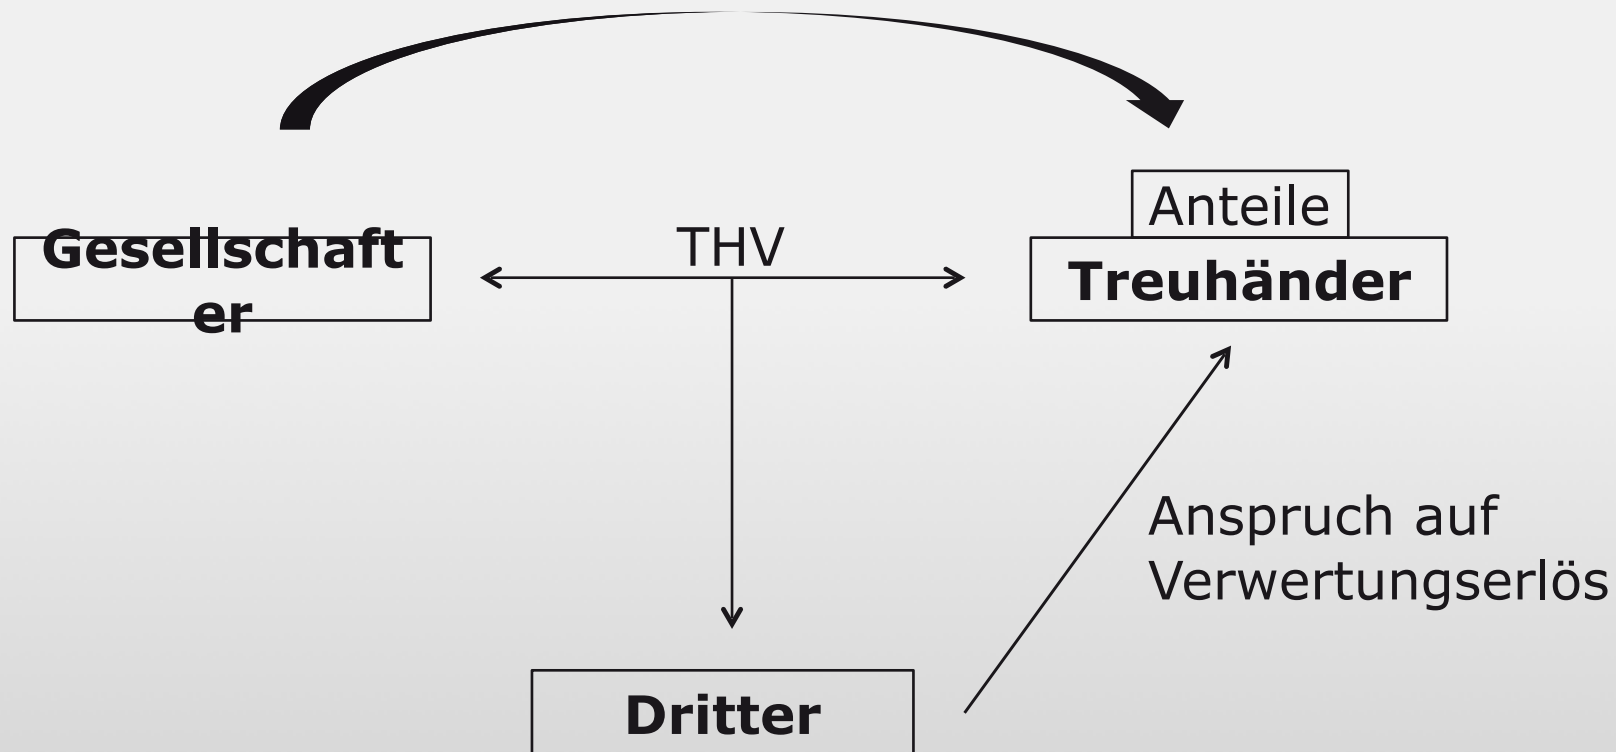 Anteile
Gesellschaft
er
THV
Treuhänder
Anspruch auf
Verwertungserlös
Dritter